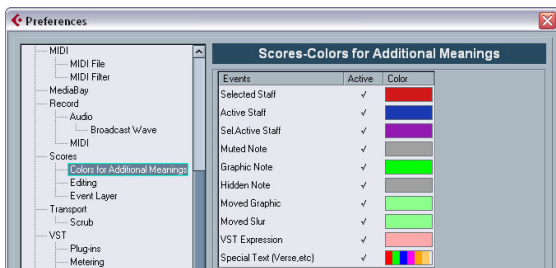 Preferences
MIDI
MIDI File
MIDI Filter
MediaBay
Record
Audio
Broadcast Wave
MIDI
Scores
Colors for Additional Meanings
Editing
Event Layer
Transport
Scrub
VST
Plug-ins
Metering
Scores-Colors for Additional Meanings
Events Active Color
Selected Staff
Active Staff
Sel.Active Staff
Muted Note
Graphic Note
Hidden Note
Moved Graphic
Moved Slur
VST Expression
Special Text (Verse,etc)